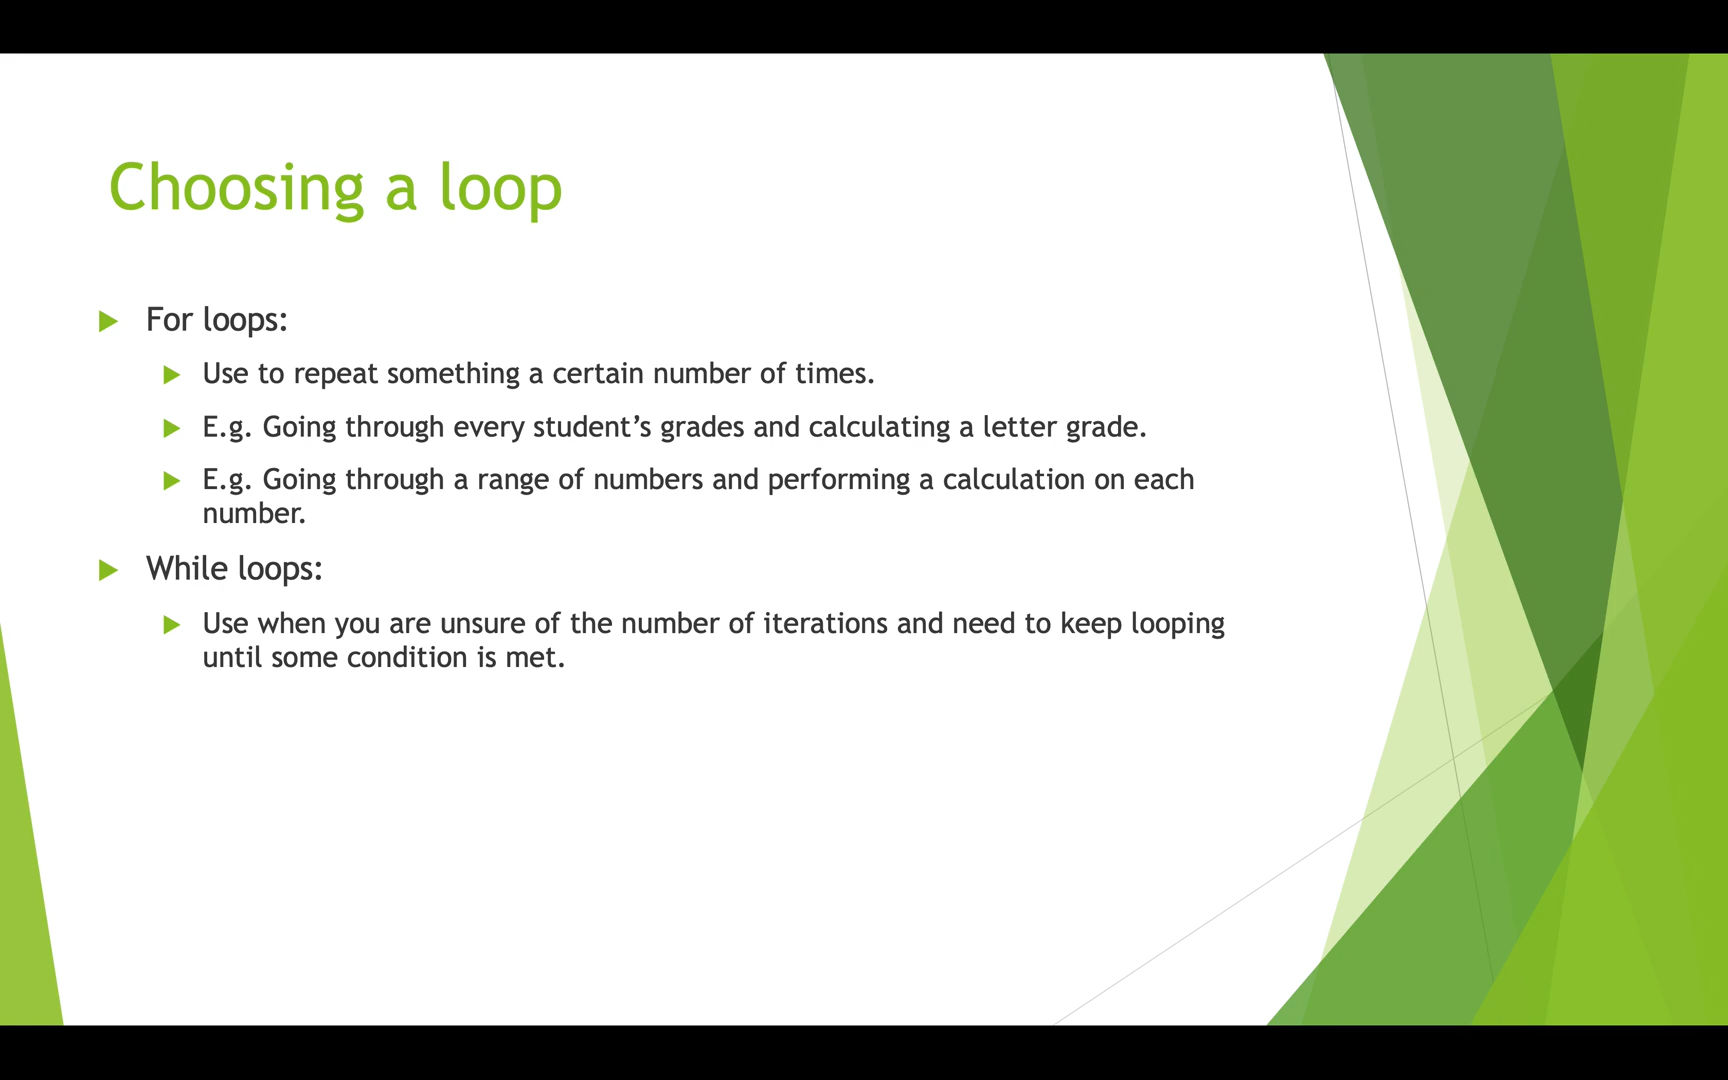 Choosing a loop
For loops:
Use to repeat something a certain number of times.
E.g. Going through every student’s grades and calculating a letter grade.
E.g. Going through a range of numbers and performing a calculation on each
number.
While loops:
Use when you are unsure of the number of iterations and need to keep looping
until some condition is met.